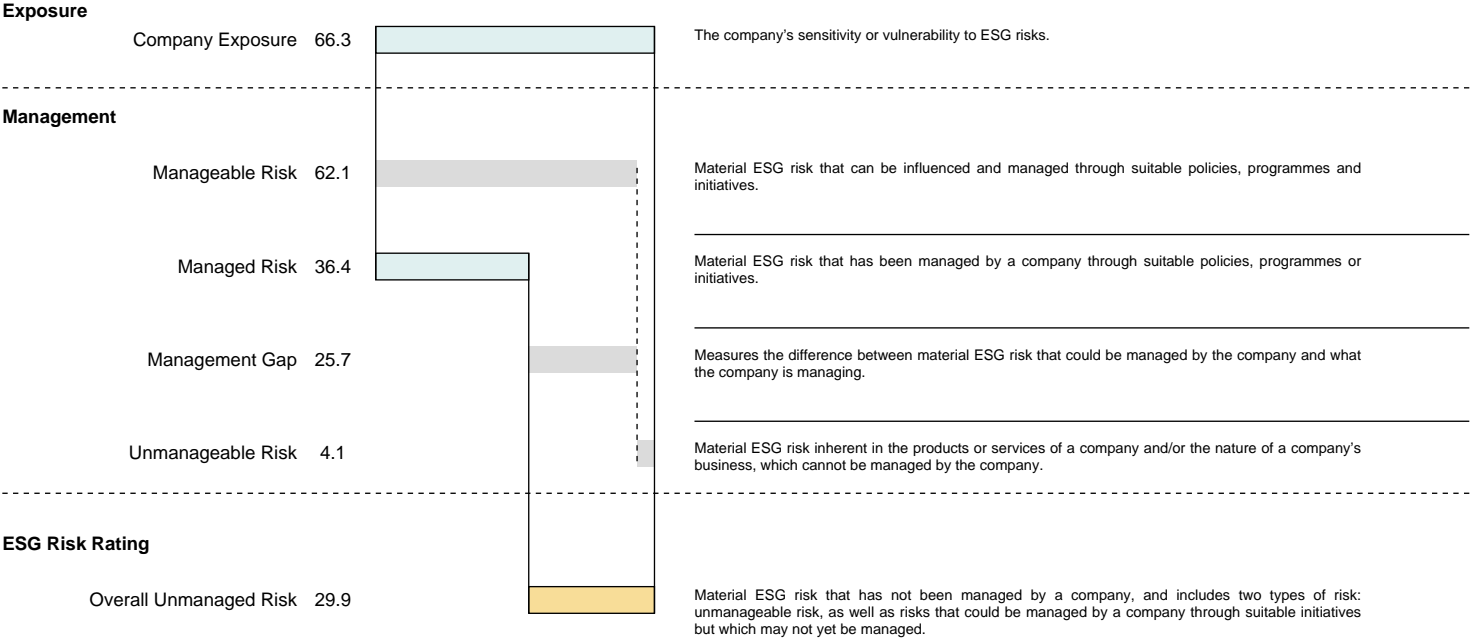 Exposure
Company Exposure 66.3
The company’s sensitivity or vulnerability to ESG risks.
Management
Manageable Risk 62.1
Material ESG risk that can be influenced and managed through suitable policies, programmes and
initiatives.
Managed Risk 36.4
Material ESG risk that has been managed by a company through suitable policies, programmes or
initiatives.
Management Gap 25.7
Measures the difference between material ESG risk that could be managed by the company and what
the company is managing.
Unmanageable Risk 4.1
Material ESG risk inherent in the products or services of a company and/or the nature of a company’s
business, which cannot be managed by the company.
ESG Risk Rating
Overall Unmanaged Risk 29.9
Material ESG risk that has not been managed by a company, and includes two types of risk:
unmanageable risk, as well as risks that could be managed by a company through suitable initiatives
but which may not yet be managed.